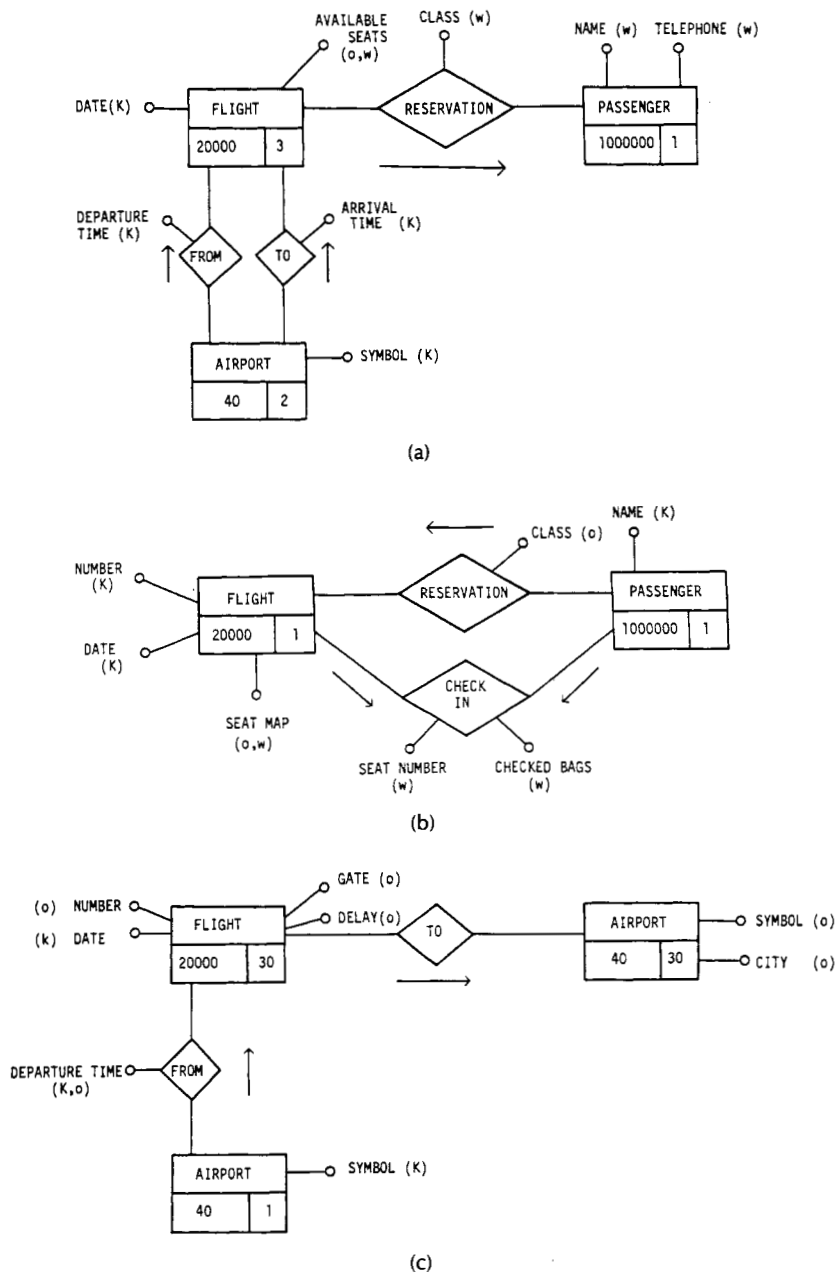 AVAILABLE
SEATS
(o,w)
CLASS (w)
NAME (w) TELEPHONE (w)
DATE(K)
FLIGHT
20000 3
RESERVATION
PASSENGER
1000000 1
DEPARTURE
TIME (K)
FROM
TO
ARRIVAL
TIME (K)
AIRPORT
40 2
SYMBOL (K)
(a)
NAME (K)
CLASS (o)
NUMBER
(K)
FLIGHT
20000 1
RESERVATION
PASSENGER
1000000 1
DATE
(K)
CHECK
IN
SEAT MAP
(o,w)
SEAT NUMBER
(w)
CHECKED BAGS
(w)
(b)
(o) NUMBER
GATE (o)
(k) DATE
FLIGHT
20000 30
DELAY(o)
TO
AIRPORT
40 30
SYMBOL (o)
CITY (o)
DEPARTURE TIME
(K,o)
FROM
AIRPORT
40 1
SYMBOL (K)
(c)